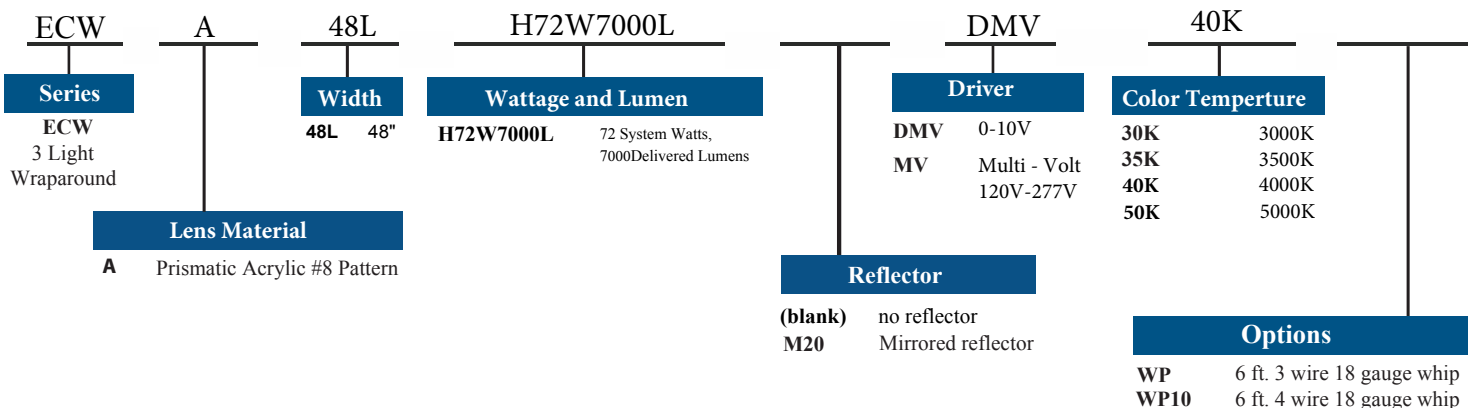 ECW A 48L H72W7000L DMV 40K
Series
ECW
3 Light
Wraparound
Lens Material
A Prismatic Acrylic #8 Pattern
Width
48L 48"
Wattage and Lumen
H72W7000L 72 System Watts,
7000Delivered Lumens
Reflector
(blank) no reflector
M20 Mirrored reflector
Driver
DMV 0-10V
MV Multi - Volt
120V-277V
Color Temperture
30K 3000K
35K 3500K
40K 4000K
50K 5000K
Options
WP 6 ft. 3 wire 18 gauge whip
WP10 6 ft. 4 wire 18 gauge whip